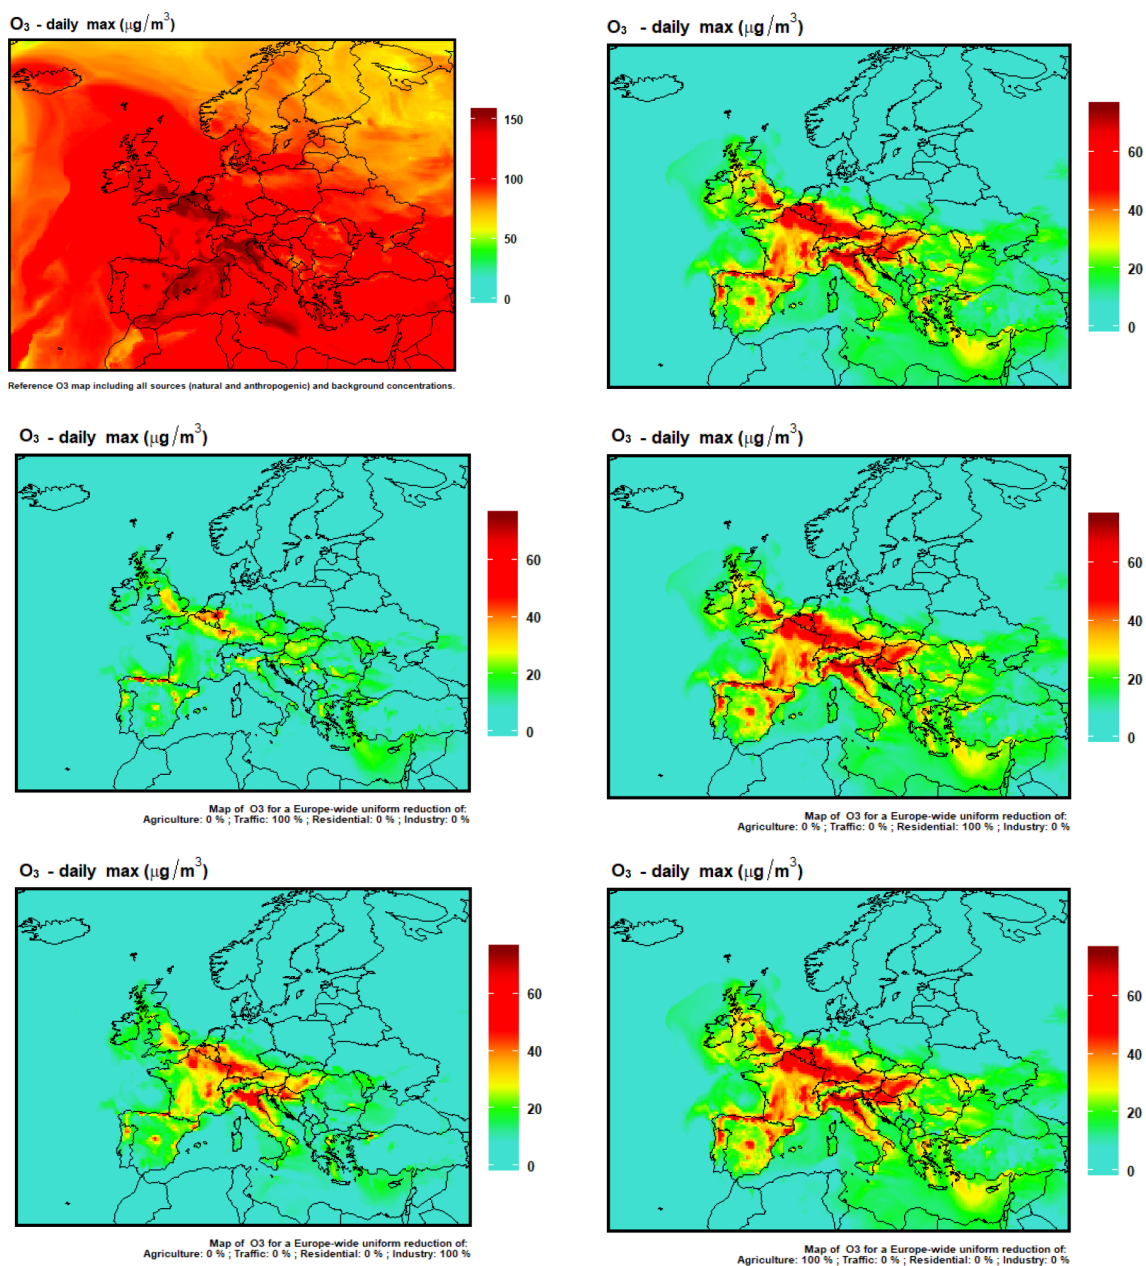 O₃ - daily max (μg/m³)
150
100
50
0
Reference O3 map including all sources (natural and anthropogenic) and background concentrations.
O₃ - daily max (μg/m³)
60
40
20
0
O₃ - daily max (μg/m³)
60
40
20
0
Map of O3 for a Europe-wide uniform reduction of:
Agriculture: 0 % ; Traffic: 100 % ; Residential: 0 % ; Industry: 0 %
O₃ - daily max (μg/m³)
60
40
20
0
Map of O3 for a Europe-wide uniform reduction of:
Agriculture: 0 % ; Traffic: 0 % ; Residential: 100 % ; Industry: 0 %
O₃ - daily max (μg/m³)
60
40
20
0
Map of O3 for a Europe-wide uniform reduction of:
Agriculture: 0 % ; Traffic: 0 % ; Residential: 0 % ; Industry: 100 %
O₃ - daily max (μg/m³)
60
40
20
0
Map of O3 for a Europe-wide uniform reduction of:
Agriculture: 100 % ; Traffic: 0 % ; Residential: 0 % ; Industry: 0 %